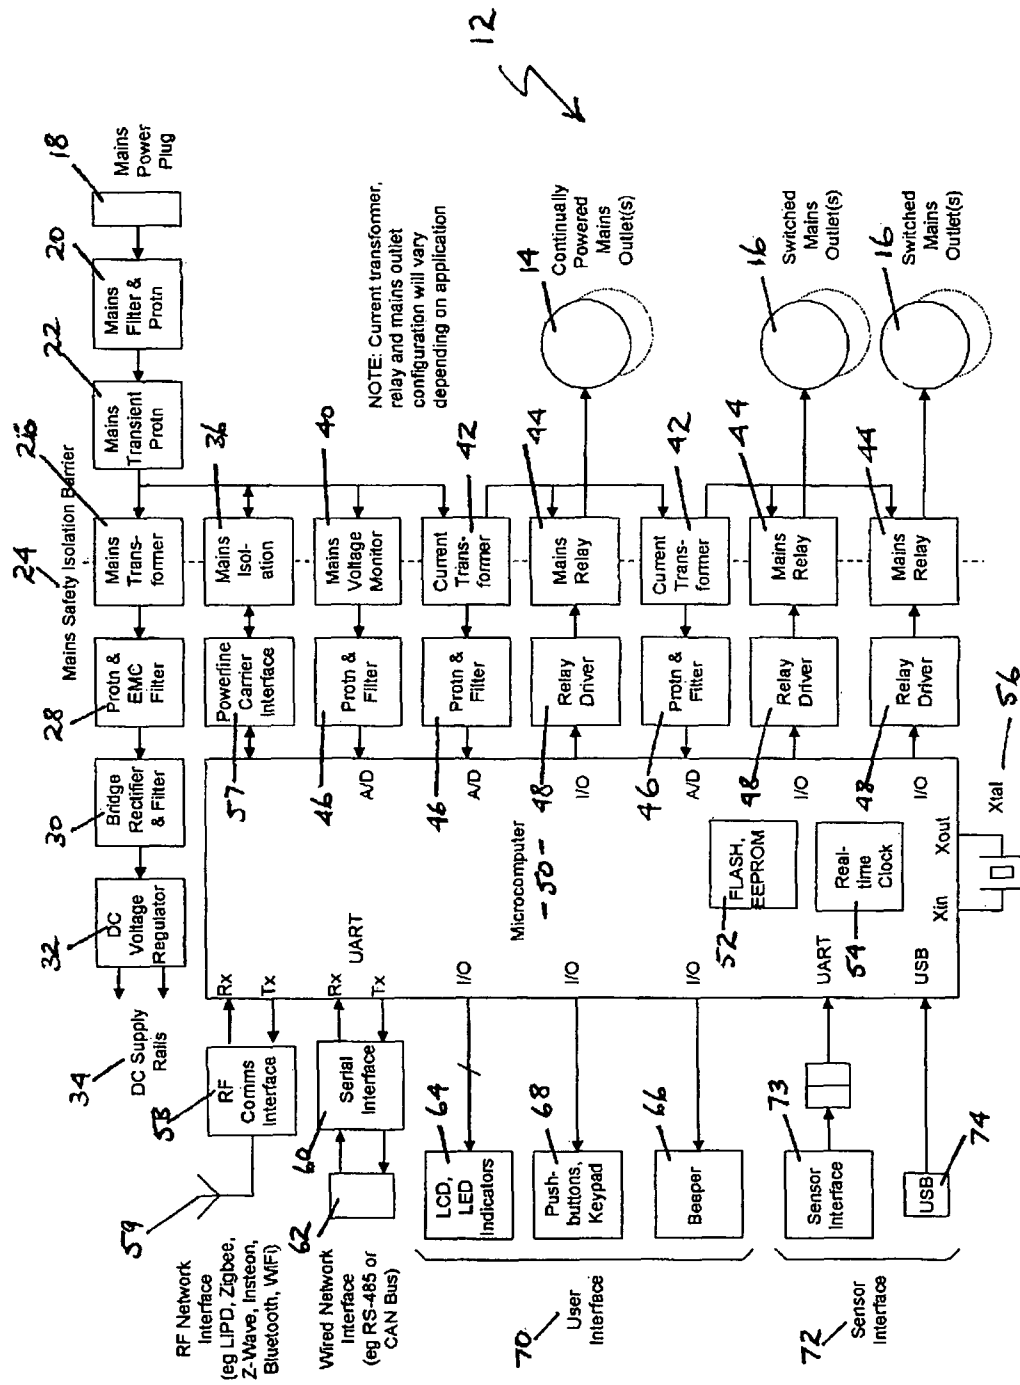 12
18
Mains
Power
Plug
20
Mains
Filter &
Protn
22
Mains
Transient
Protn
26
24
Mains Safety Isolation Barrier
Mains
Trans-
former
28
Protn &
EMC
Filter
30
Bridge
Rectifier
& Filter
32
DC
Voltage
Regulator
34
DC Supply
Rails
36
Mains
Isol-
ation
57
Powerline
Carrier
Interface
40
Mains
Voltage
Monitor
46
Protn &
Filter
A/D
42
Current
Trans-
former
46
Protn &
Filter
A/D
44
Mains
Relay
48
Relay
Driver
I/O
42
Current
Trans-
former
46
Protn &
Filter
A/D
44
Mains
Relay
48
Relay
Driver
I/O
44
Mains
Relay
48
Relay
Driver
I/O
NOTE: Current transformer,
relay and mains outlet
configuration will vary
depending on application
14
Continually
Powered
Mains
Outlet(s)
16
Switched
Mains
Outlet(s)
16
Switched
Mains
Outlet(s)
Microcomputer
- 50 -
52
FLASH,
EEPROM
54
Real-
time
Clock
Xout
Xin
Xtal
56
Rx
Tx
UART
Rx
Tx
I/O
I/O
I/O
UART
USB
58
RF
Comms
Interface
59
RF Network
Interface
(eg LIPD, Zigbee,
Z-Wave, Insteon,
Bluetooth, WiFi)
60
Serial
Interface
62
Wired Network
Interface
(eg RS-485 or
CAN Bus)
64
LCD,
LED
Indicators
68
Push-
buttons,
Keypad
66
Beeper
70
User
Interface
73
Sensor
Interface
74
USB
72
Sensor
Interface